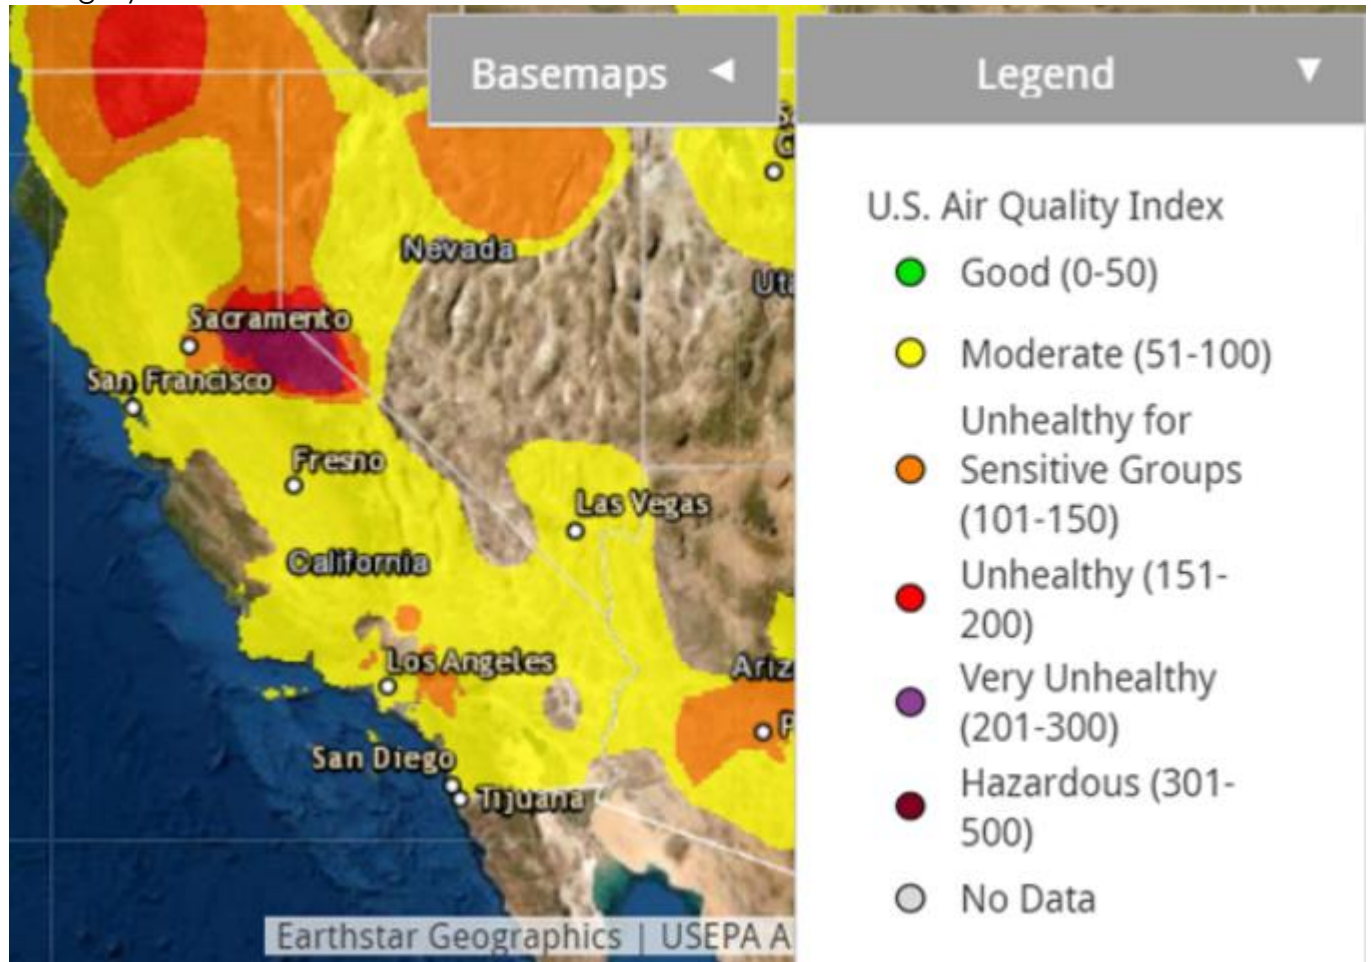 Basemaps
Legend
U.S. Air Quality Index
Good (0-50)
Moderate (51-100)
Unhealthy for
Sensitive Groups
(101-150)
Unhealthy (151-
200)
Very Unhealthy
(201-300)
Hazardous (301-
500)
No Data
Nevada
Uta
Sacramento
San Francisco
Fresno
Las Vegas
California
Los Angeles
Ariz
P
San Diego
Tijuana
Earthstar Geographics | USEPA A